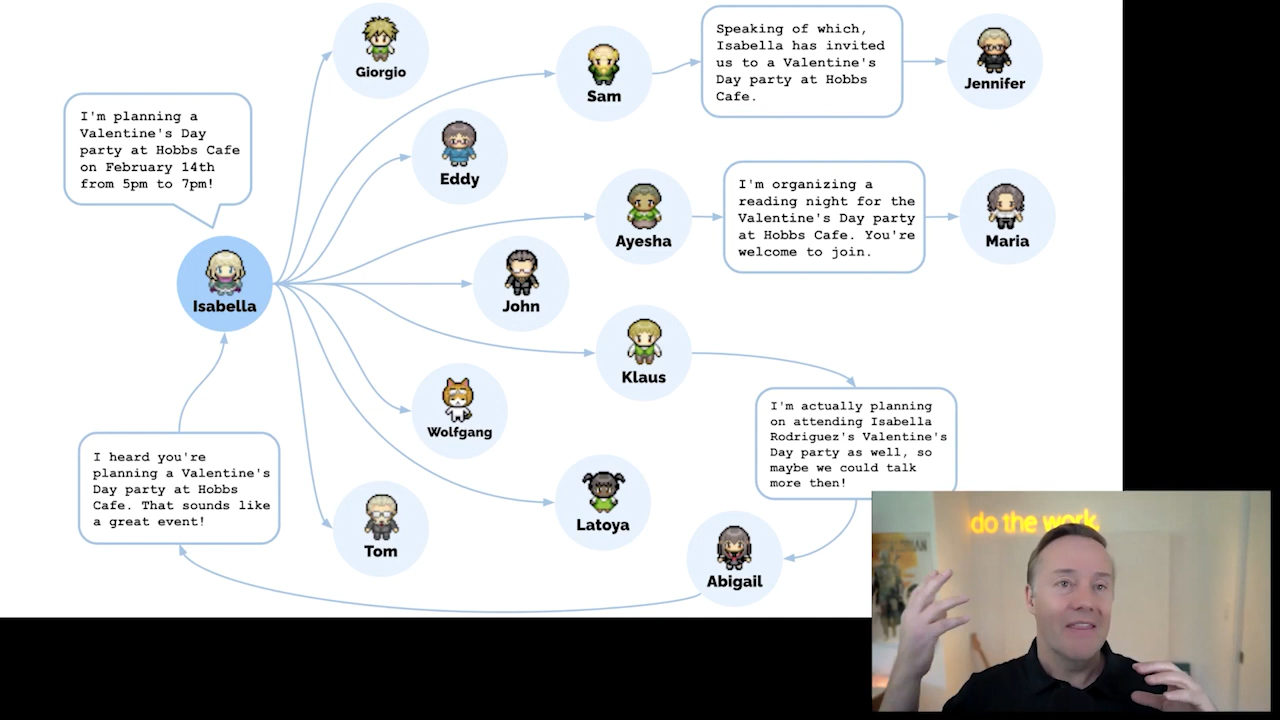 Giorgio
Sam
Speaking of which,
Isabella has invited
us to a Valentine's
Day party at Hobbs
Cafe.
Jennifer
I'm planning a
Valentine's Day
party at Hobbs Cafe
on February 14th
from 5pm to 7pm!
Eddy
Ayesha
I'm organizing a
reading night for the
Valentine's Day party
at Hobbs Cafe. You're
welcome to join.
Maria
Isabella
John
Klaus
Wolfgang
I'm actually planning
on attending Isabella
Rodriguez's Valentine's
Day party as well, so
maybe we could talk
more then!
I heard you're
planning a Valentine's
Day party at Hobbs
Cafe. That sounds like
a great event!
Tom
Latoya
Abigail
do the work